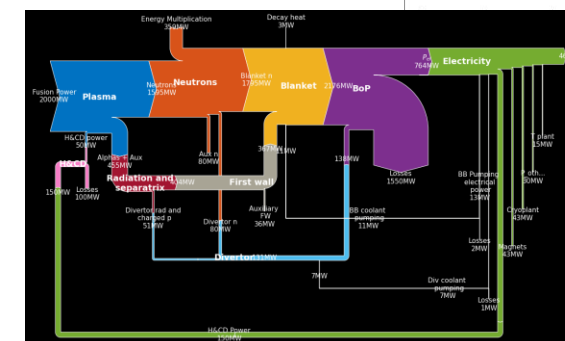 Energy Multiplication
350MW
Decay heat
3MW
Fusion Power
2000MW
Plasma
Neutrons
1595MW
Neutrons
Blanket n
1785MW
Blanket
2176MW
BoP
764MW
Electricity
H&CD power
50MW
Alphas + Aux
455MW
Aux n
80MW
367MW
138MW
Losses
1550MW
T plant
15MW
H&CD
150MW
Losses
100MW
Radiation and
separatrix
First wall
Divertor rad and
charged p
51MW
Divertor n
80MW
Auxiliary
FW
36MW
BB coolant
pumping
11MW
BB Pumping
electrical
power
13MW
P oth...
Cryoplant
43MW
Magnets
43MW
Losses
2MW
Divertor
131MW
7MW
Div coolant
pumping
7MW
Losses
1MW
H&CD Power
150MW